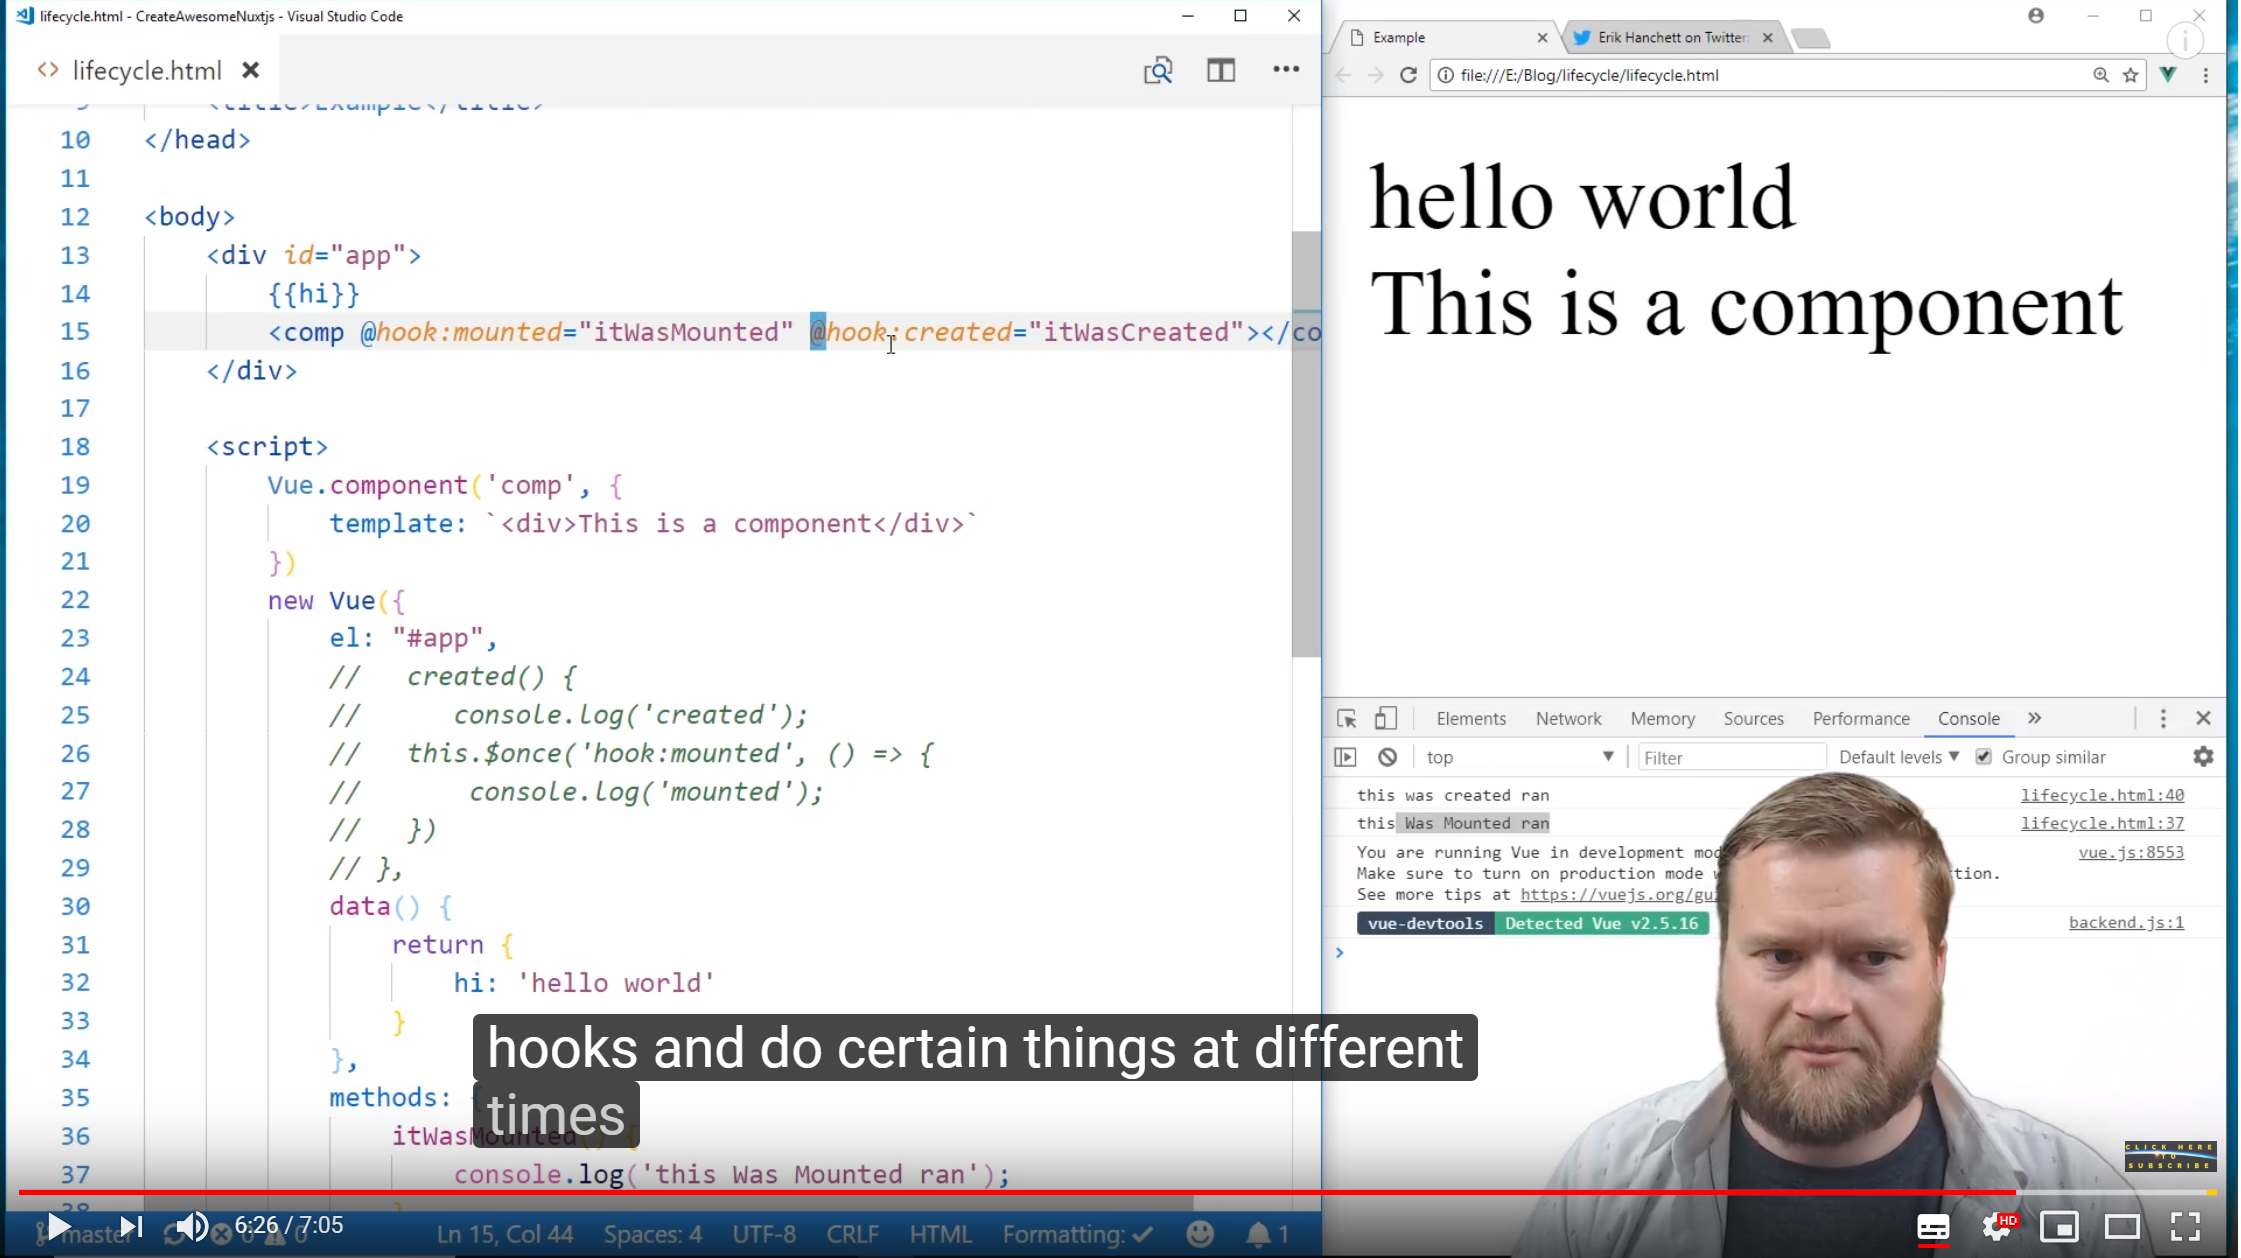 lifecycle.html - CreateAwesomeNuxtjs - Visual Studio Code
lifecycle.html
9 <title>Example</title>
10 </head>
11
12 <body>
13 <div id="app">
14 {{hi}}
15 <comp @hook:mounted="itWasMounted" @hook:created="itWasCreated"></co
16 </div>
17
18 <script>
19 Vue.component('comp', {
20 template: `<div>This is a component</div>`
21 })
22 new Vue({
23 el: "#app",
24 // created() {
25 // console.log('created');
26 // this.$once('hook:mounted', () => {
27 // console.log('mounted');
28 // })
29 // },
30 data() {
31 return {
32 hi: 'hello world'
33 }
34 },
35 methods: {
36 itWasMounted() {
37 console.log('this Was Mounted ran');
38 }
hooks and do certain things at different
times
master
0
0
Ln 15, Col 44 Spaces: 4 UTF-8 CRLF HTML Formatting: ✓ 1
6:26 / 7:05
Example
Erik Hanchett on Twitter:
file:///E:/Blog/lifecycle/lifecycle.html
hello world
This is a component
Elements Network Memory Sources Performance Console »
top Filter Default levels ▼ Group similar
this was created ran lifecycle.html:40
this Was Mounted ran lifecycle.html:37
You are running Vue in development mod vue.js:8553
Make sure to turn on production mode tion.
See more tips at https://vuejs.org/gui
vue-devtools Detected Vue v2.5.16 backend.js:1
CLICK HERE
TO
SUBSCRIBE
HD